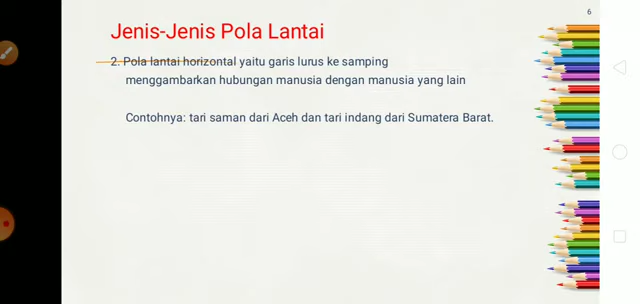 6
Jenis-Jenis Pola Lantai
2. Pola lantai horizontal yaitu garis lurus ke samping
menggambarkan hubungan manusia dengan manusia yang lain
Contohnya: tari saman dari Aceh dan tari indang dari Sumatera Barat.